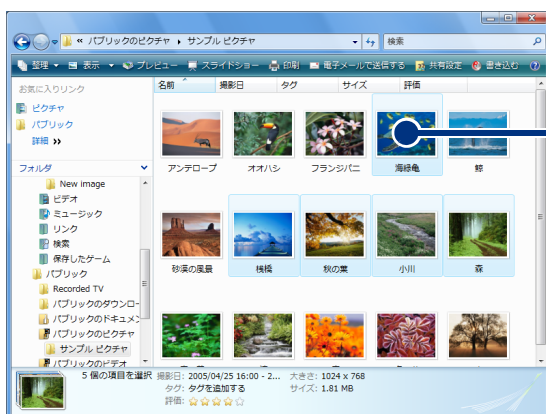 « パブリックのピクチャ ▸ サンプル ピクチャ
検索
整理 表示 プレビュー スライドショー 印刷 電子メールで送信する 共有設定 書き込む
お気に入りリンク
ピクチャ
パブリック
詳細 »
フォルダ
New image
ビデオ
ミュージック
リンク
検索
保存したゲーム
パブリック
Recorded TV
パブリックのダウンロー
パブリックのドキュメン
パブリックのピクチャ
サンプル ピクチャ
パブリックのビデオ
名前 撮影日 タグ サイズ 評価
アンテロープ オオハシ フランジパニ 海緑亀 鯨
砂漠の風景 桟橋 秋の葉 小川 森
5 個の項目を選択 撮影日: 2005/04/25 16:00 - 2... 大きさ: 1024 x 768
タグ: タグを追加する サイズ: 1.81 MB
評価: